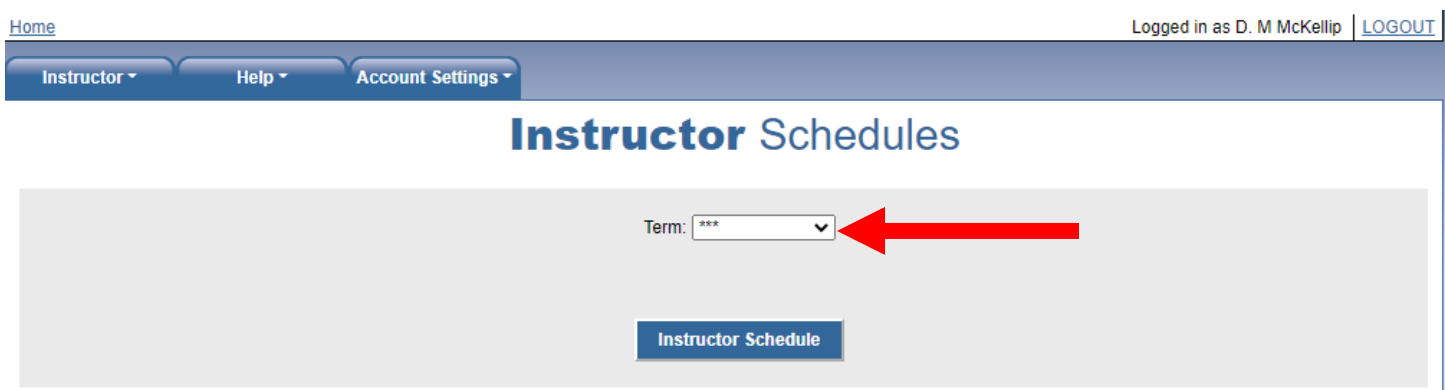 Home Logged in as D. M McKellip LOGOUT
Instructor Help Account Settings
Instructor Schedules
Term: ***
Instructor Schedule